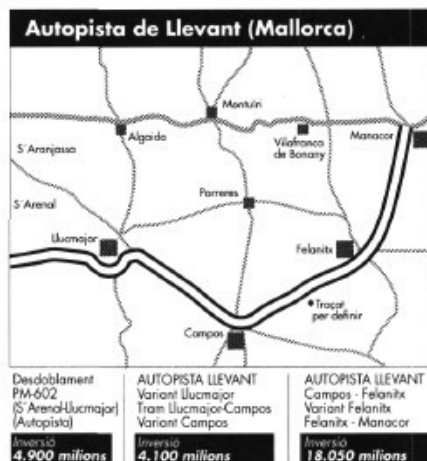 Autopista de Llevant (Mallorca)
Montuïri
Algaida
Vilafranca
de Bonany
Manacor
S'Aranjassa
S'Arenal
Porreres
Llucmajor
Felanitx
Traçat
per definir
Campos
Desdoblament
PM-602
(S'Arenal-Llucmajor)
(Autopista)
Inversió
4.900 milions
AUTOPISTA LLEVANT
Variant Llucmajor
Tram Llucmajor-Campos
Variant Campos
Inversió
4.100 milions
AUTOPISTA LLEVANT
Campos - Felanitx
Variant Felanitx
Felanitx - Manacor
Inversió
18.050 milions